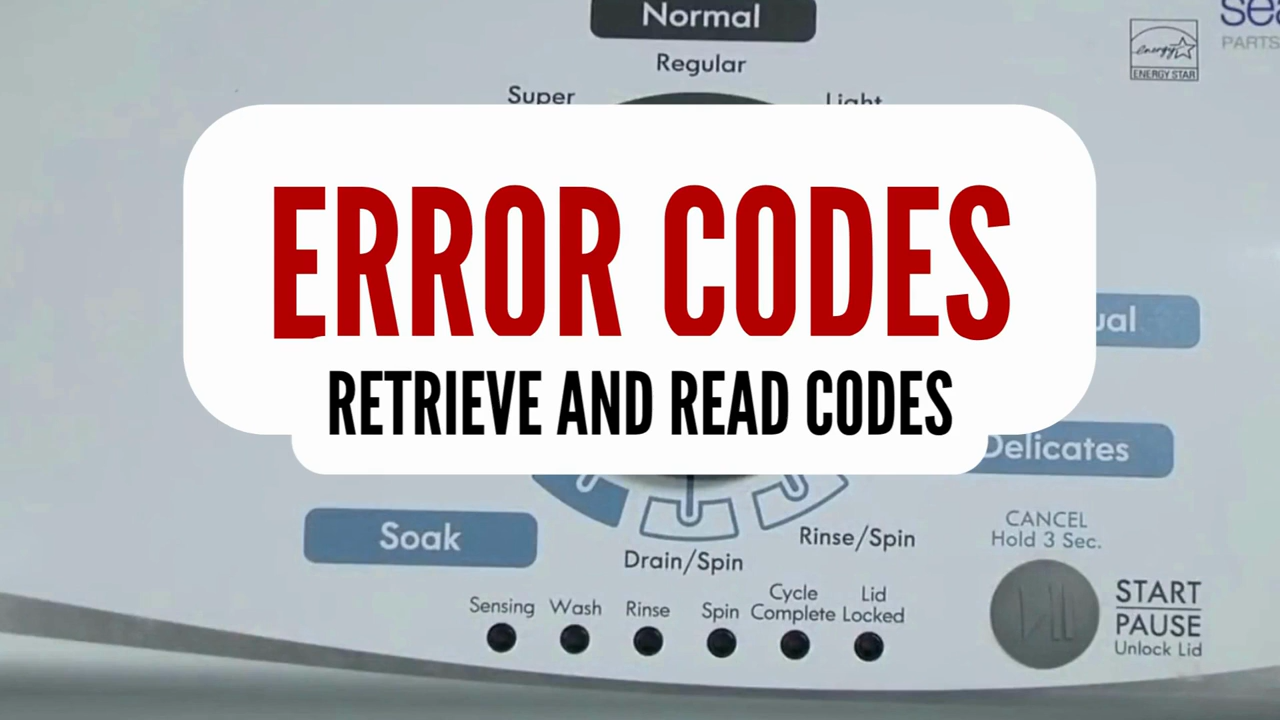 Normal
Regular
Super
Light
energy
ENERGY STAR
PARTS
ERROR CODES
RETRIEVE AND READ CODES
Delicates
Soak
Rinse/Spin
Drain/Spin
CANCEL
Hold 3 Sec.
Sensing Wash Rinse Spin Cycle Complete Lid Locked
START
PAUSE
Unlock Lid